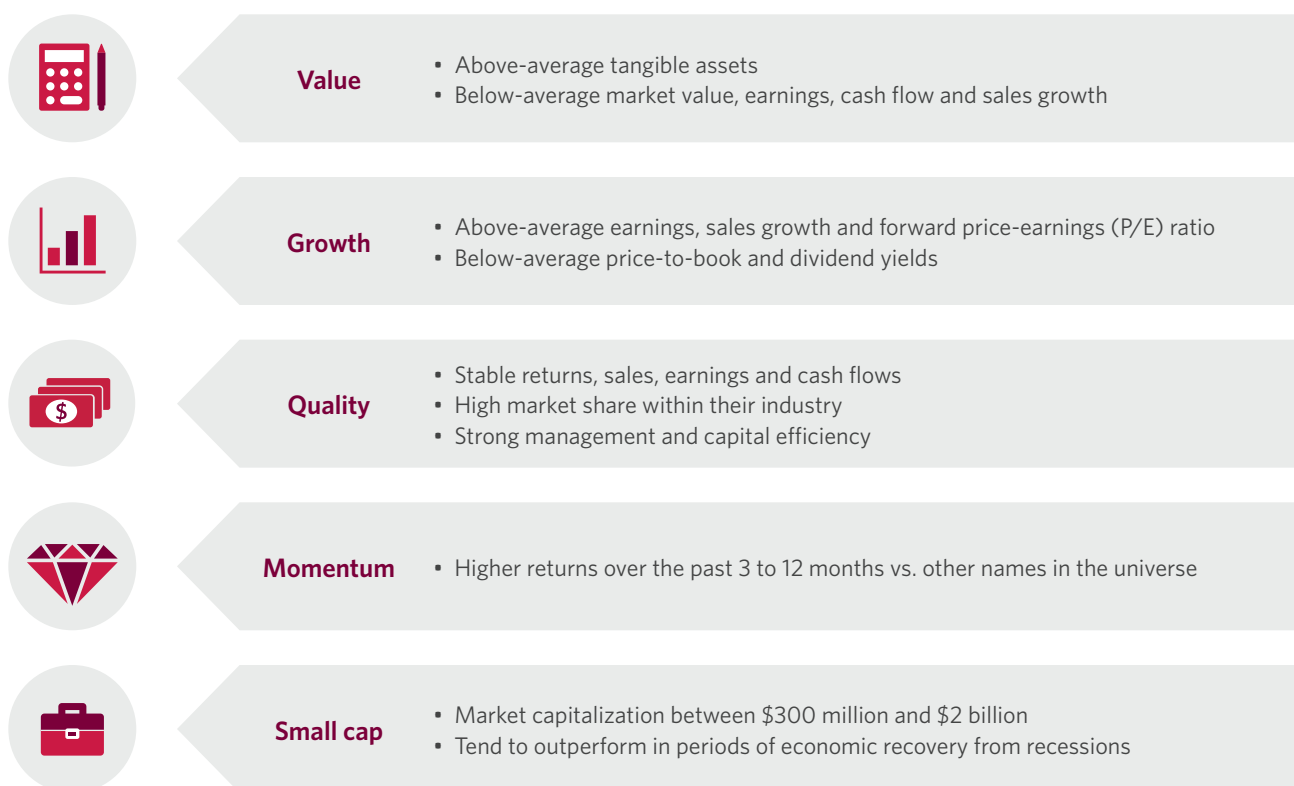 Value
• Above-average tangible assets
• Below-average market value, earnings, cash flow and sales growth
Growth
• Above-average earnings, sales growth and forward price-earnings (P/E) ratio
• Below-average price-to-book and dividend yields
$
Quality
• Stable returns, sales, earnings and cash flows
• High market share within their industry
• Strong management and capital efficiency
Momentum
• Higher returns over the past 3 to 12 months vs. other names in the universe
Small cap
• Market capitalization between $300 million and $2 billion
• Tend to outperform in periods of economic recovery from recessions